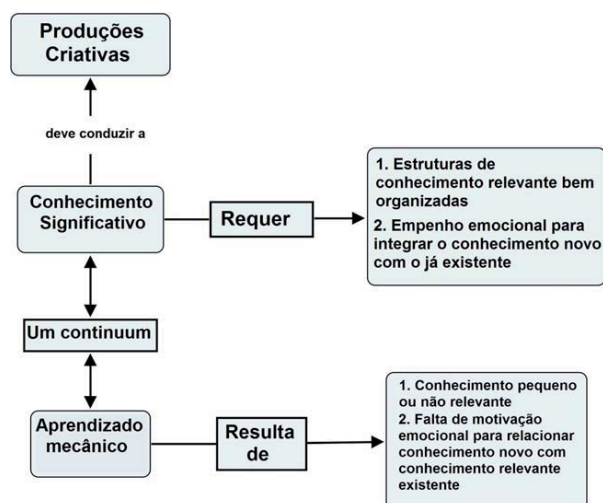 Produções
Criativas
deve conduzir a
Conhecimento
Significativo
Requer
1. Estruturas de
conhecimento relevante bem
organizadas
2. Empenho emocional para
integrar o conhecimento novo
com o já existente
Um continuum
Aprendizado
mecânico
Resulta
de
1. Conhecimento pequeno
ou não relevante
2. Falta de motivação
emocional para relacionar
conhecimento novo com
conhecimento relevante
existente